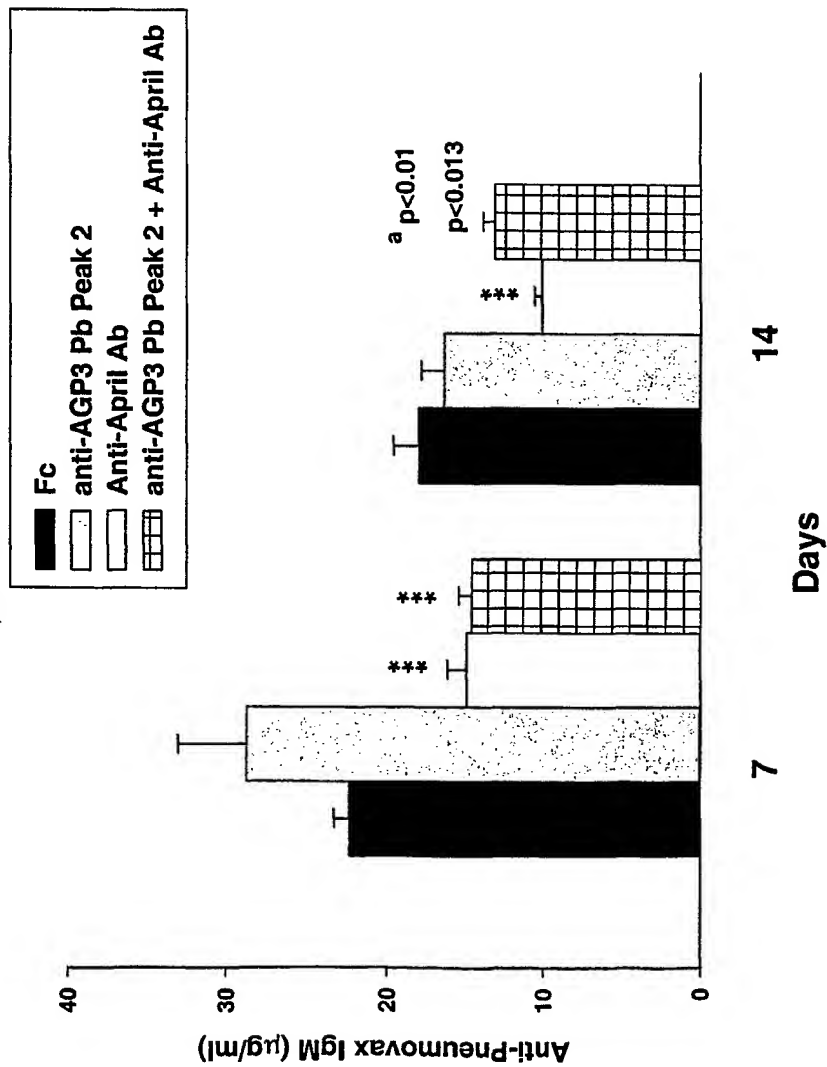 Fc
anti-AGP3 Pb Peak 2
Anti-April Ab
anti-AGP3 Pb Peak 2 + Anti-April Ab
Anti-Pneumovax IgM (µg/ml)
40
30
20
10
0
***
***
***
a p<0.01
p<0.013
7
14
Days